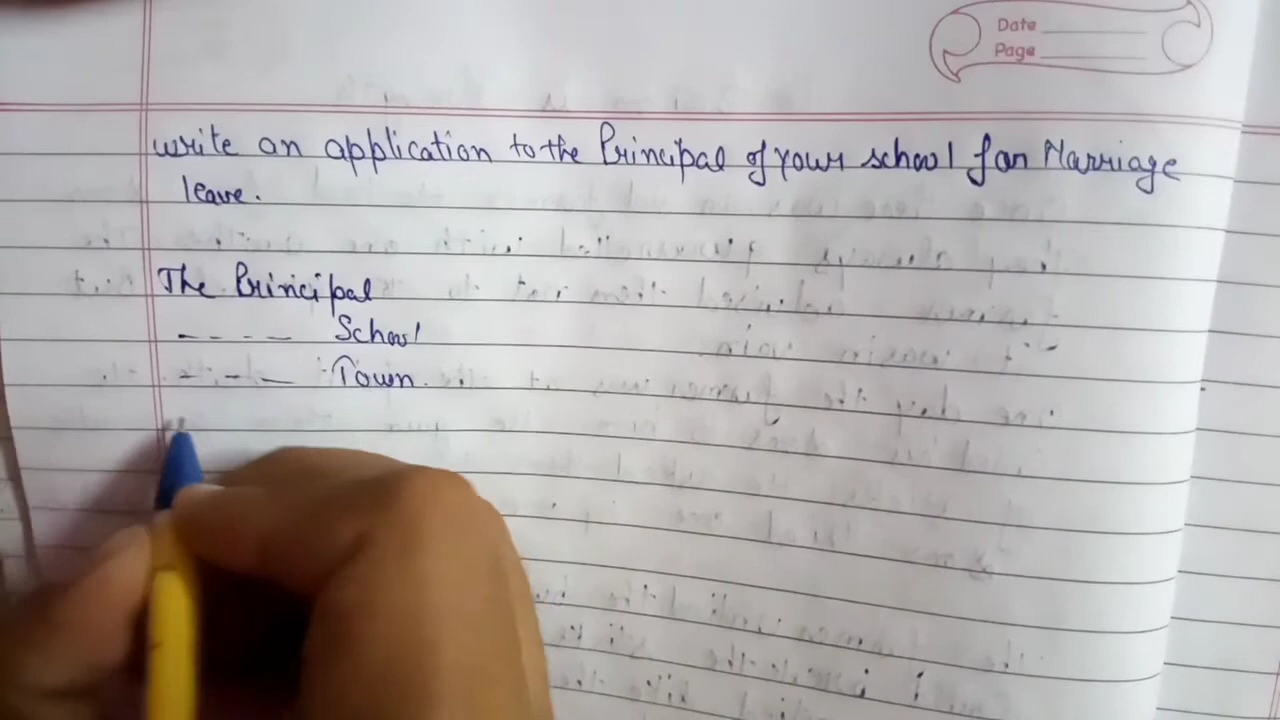 Date
Page
write an application to the Principal of your school for Marriage
leave.
The Principal
---- School
---- Town.